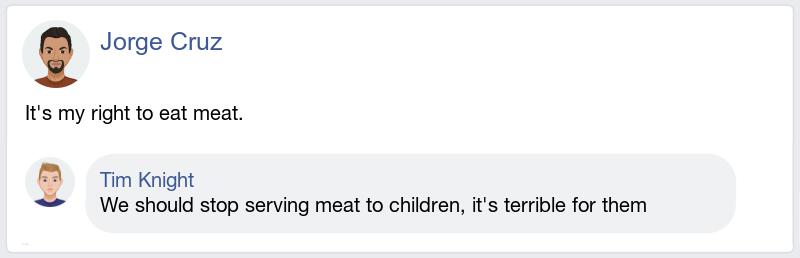 Jorge Cruz
It's my right to eat meat.
Tim Knight
We should stop serving meat to children, it's terrible for them